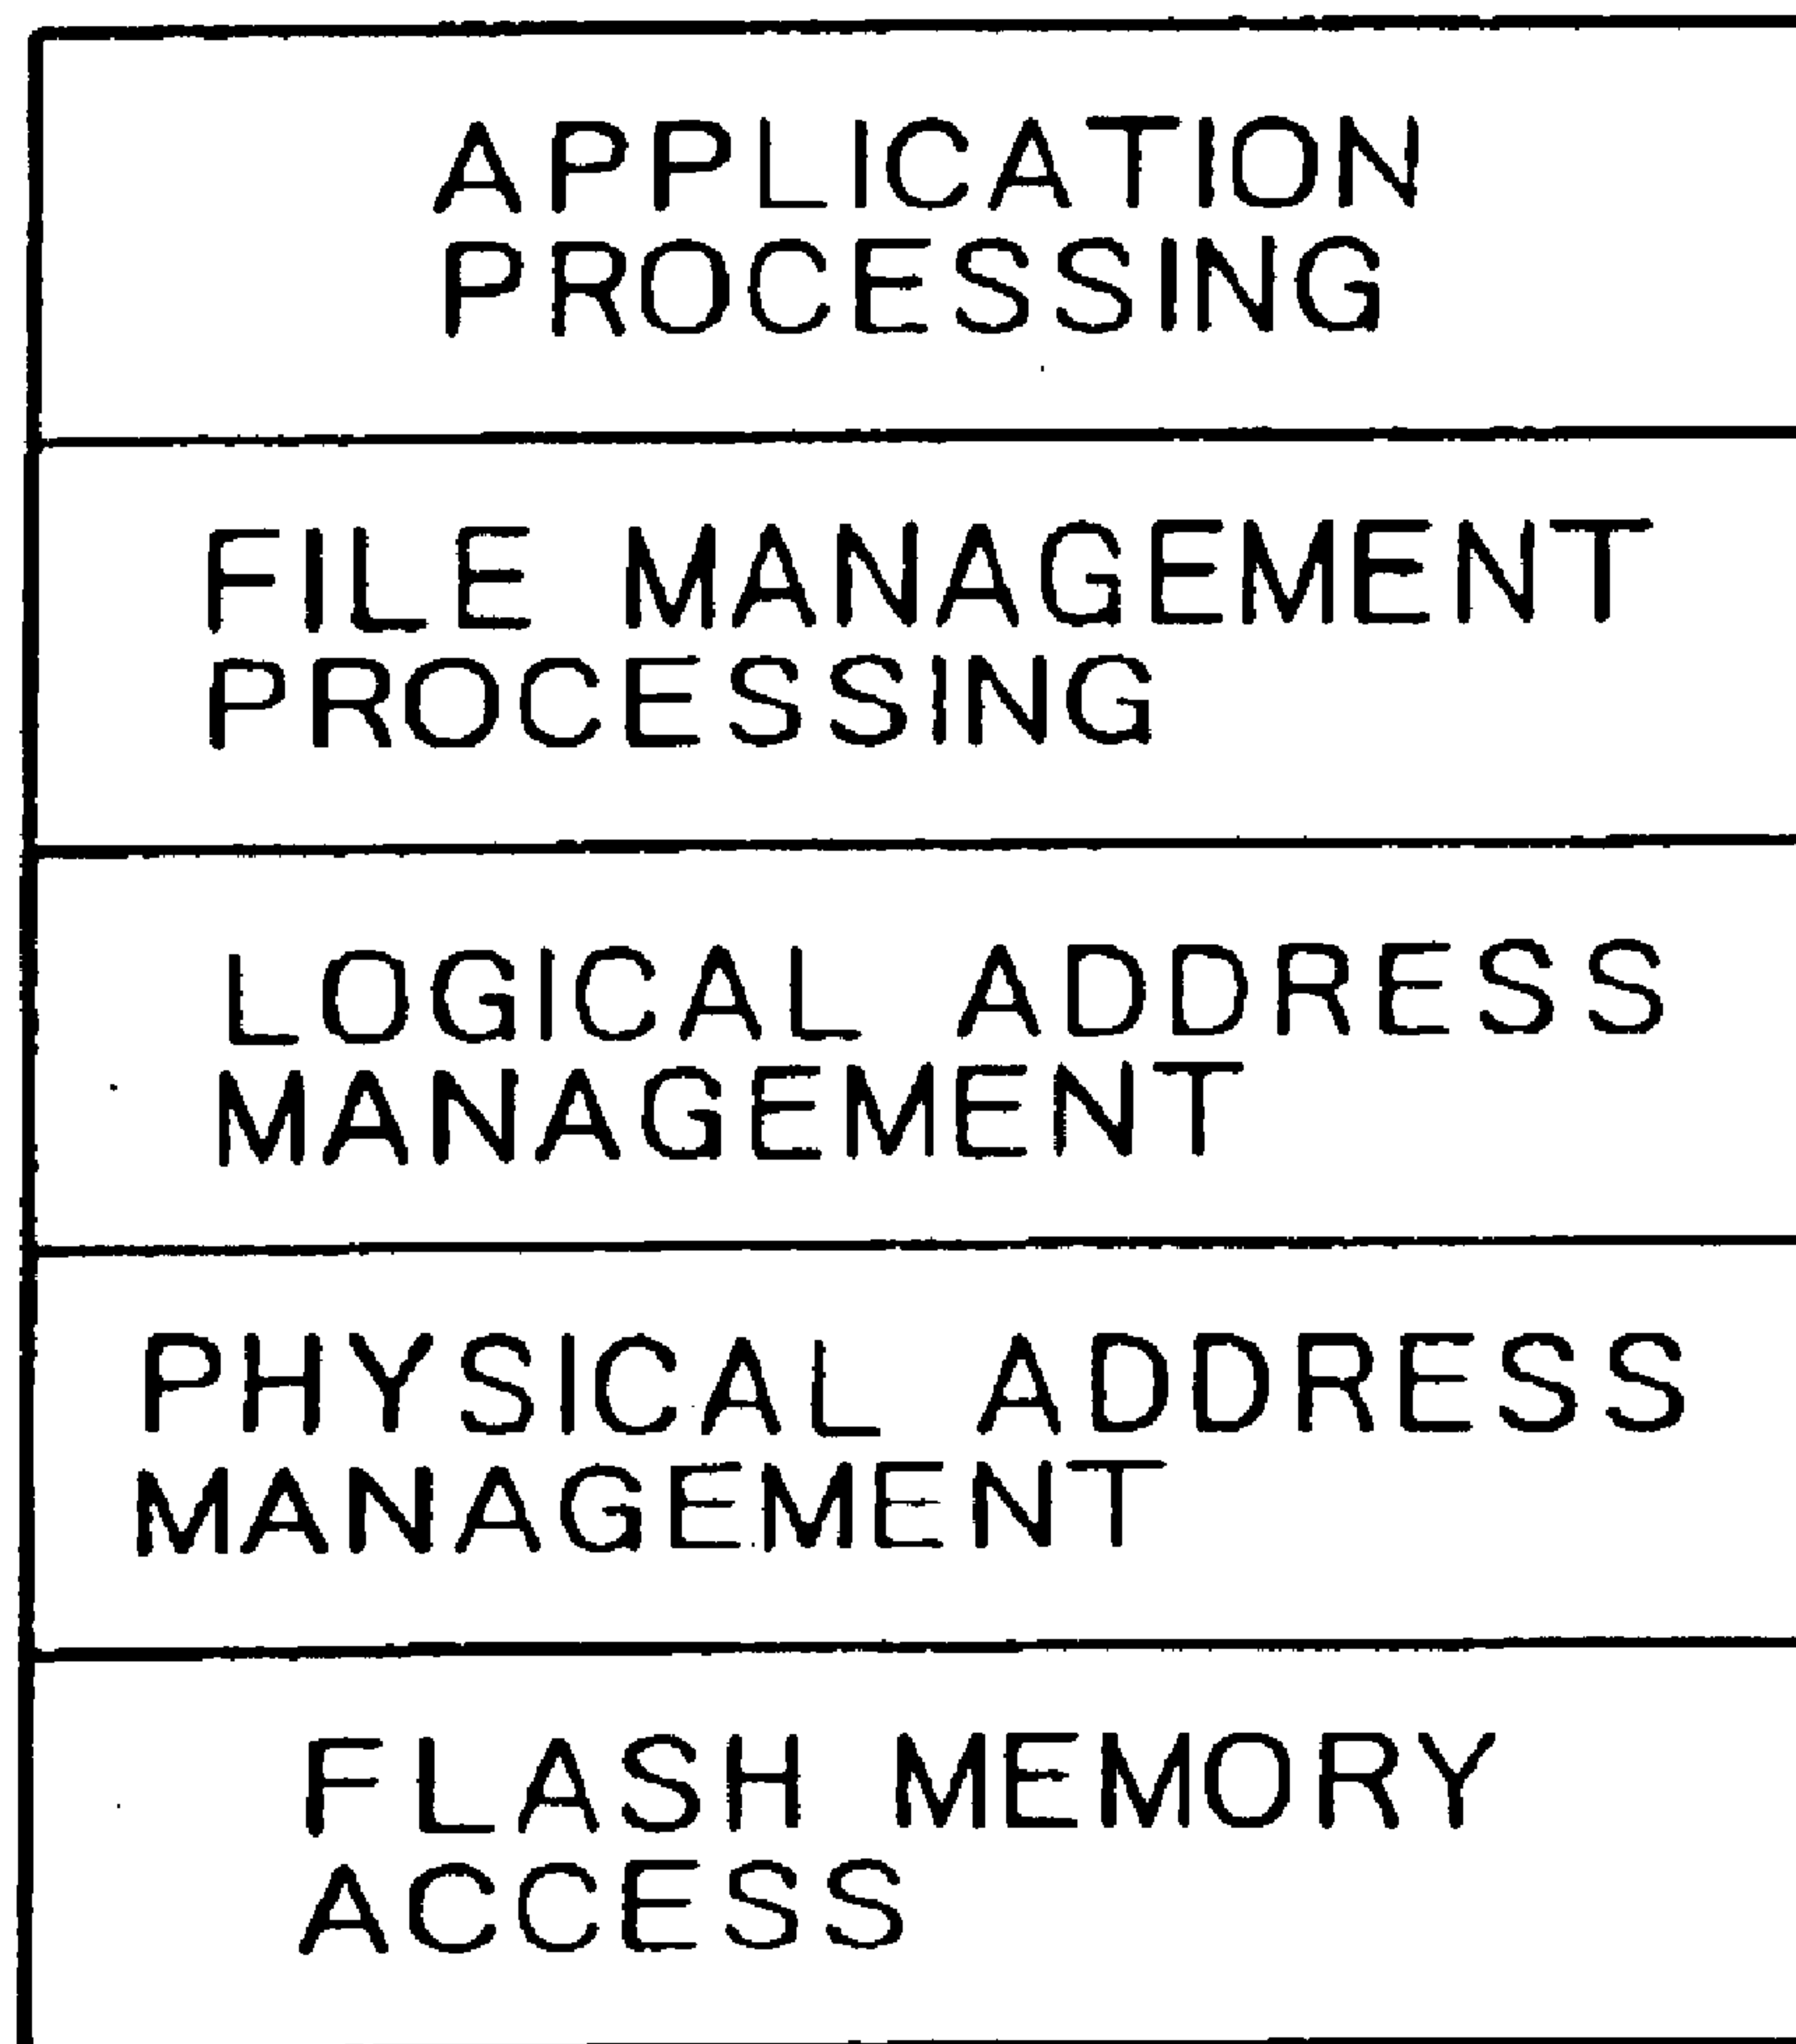 APPLICATION
PROCESSING
FILE MANAGEMENT
PROCESSING
LOGICAL ADDRESS
MANAGEMENT
PHYSICAL ADDRESS
MANAGEMENT
FLASH MEMORY
ACCESS